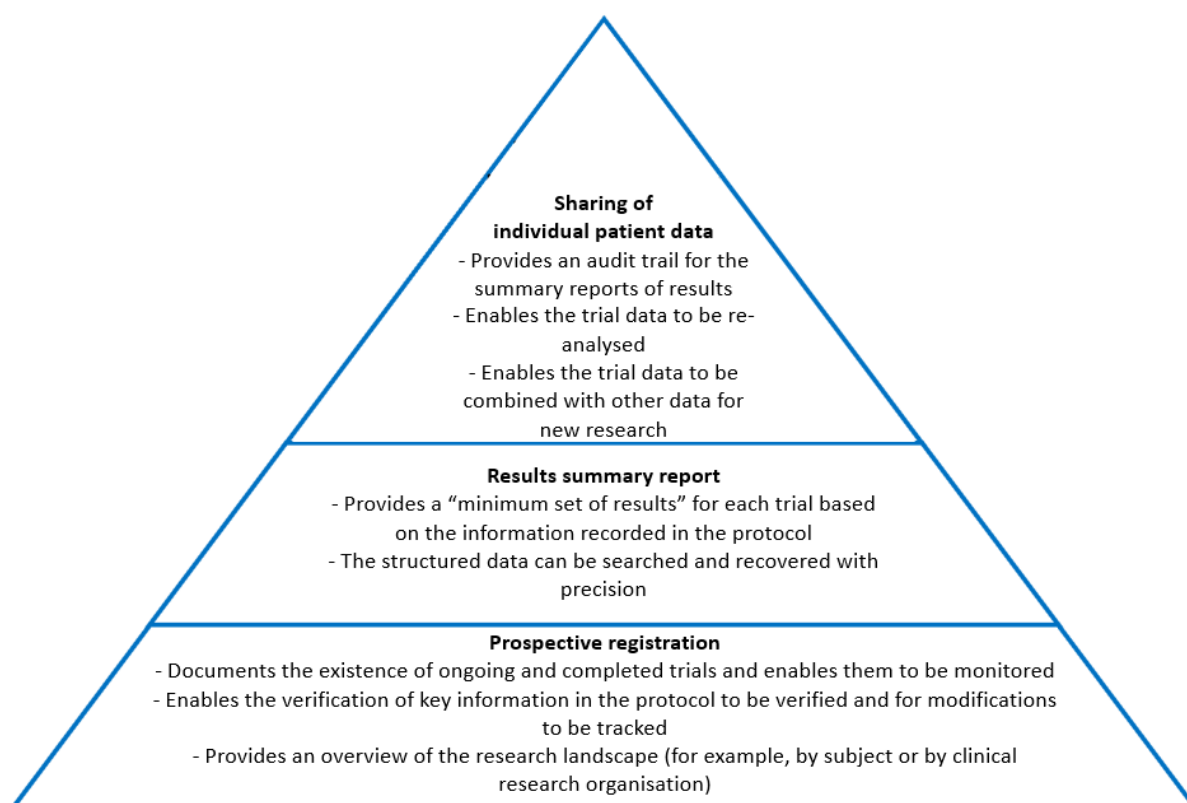 Sharing of
individual patient data
- Provides an audit trail for the
summary reports of results
- Enables the trial data to be re-
analysed
- Enables the trial data to be
combined with other data for
new research
Results summary report
- Provides a “minimum set of results” for each trial based
on the information recorded in the protocol
- The structured data can be searched and recovered with
precision
Prospective registration
- Documents the existence of ongoing and completed trials and enables them to be monitored
- Enables the verification of key information in the protocol to be verified and for modifications
to be tracked
- Provides an overview of the research landscape (for example, by subject or by clinical
research organisation)